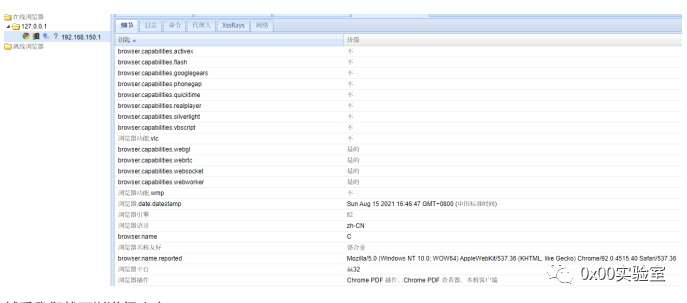 在线浏览器
127.0.0.1
? 192.168.150.1
离线浏览器
细节 日志 命令 代理人 XssRays 网络
钥匙 价值
browser.capabilities.activex 不
browser.capabilities.flash 不
browser.capabilities.googlegears 不
browser.capabilities.phonegap 不
browser.capabilities.quicktime 不
browser.capabilities.realplayer 不
browser.capabilities.silverlight 不
browser.capabilities.vbscript 不
浏览器功能.vlc 不
browser.capabilities.webgl 是的
browser.capabilities.webrtc 是的
browser.capabilities.websocket 是的
browser.capabilities.webworker 是的
浏览器功能.wmp 不
浏览器.date.datestamp Sun Aug 15 2021 16:46:47 GMT+0800 (中国标准时间)
浏览器引擎
浏览器语言 zh-CN
browser.name C
浏览器名称友好 铬合金
browser.name.reported Mozilla/5.0 (Windows NT 10.0; WOW64) AppleWebKit/537.36 (KHTML, like Gecko) Chrome/92.0.4515.40 Safari/537.36
浏览器平台 赢32
浏览器插件 Chrome PDF 插件、Chrome PDF 查看器、本机客户端
0x00实验室